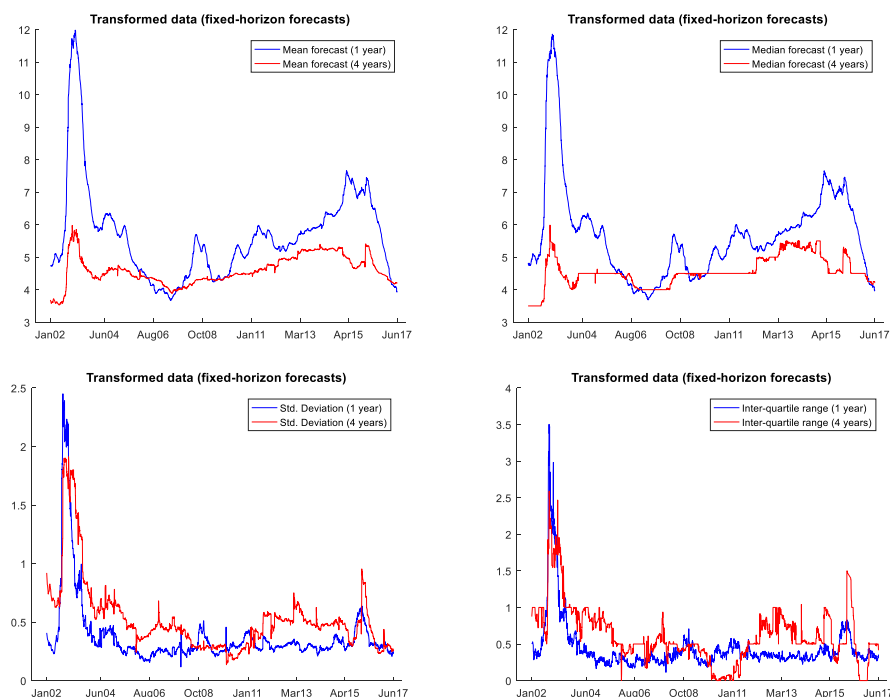 Transformed data (fixed-horizon forecasts)
12
11
10
9
8
7
6
5
4
3
Mean forecast (1 year)
Mean forecast (4 years)
Jan02 Jun04 Aug06 Oct08 Jan11 Mar13 Apr15 Jun17
Transformed data (fixed-horizon forecasts)
12
11
10
9
8
7
6
5
4
3
Median forecast (1 year)
Median forecast (4 years)
Jan02 Jun04 Aug06 Oct08 Jan11 Mar13 Apr15 Jun17
Transformed data (fixed-horizon forecasts)
2.5
2
1.5
1
0.5
0
Std. Deviation (1 year)
Std. Deviation (4 years)
Jan02 Jun04 Aug06 Oct08 Jan11 Mar13 Apr15 Jun17
Transformed data (fixed-horizon forecasts)
4
3.5
3
2.5
2
1.5
1
0.5
0
Inter-quartile range (1 year)
Inter-quartile range (4 years)
Jan02 Jun04 Aug06 Oct08 Jan11 Mar13 Apr15 Jun17